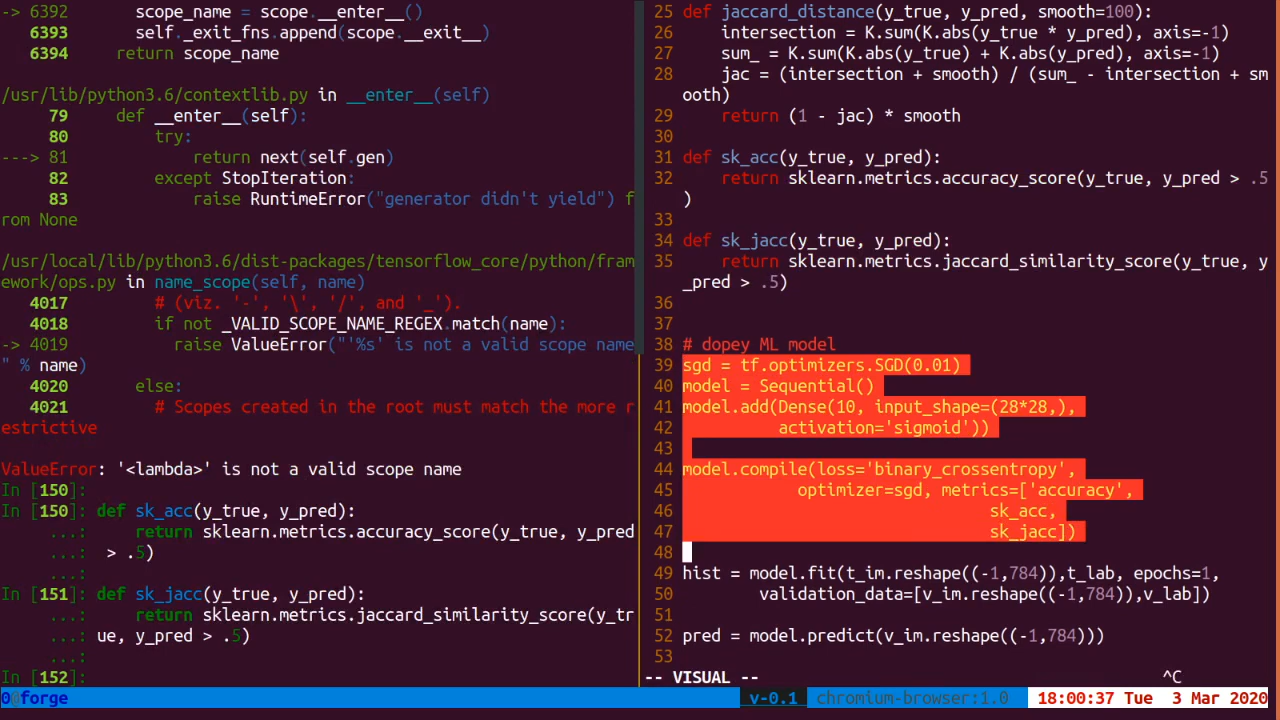 -> 6392       scope_name = scope.__enter__()
   6393       self._exit_fns.append(scope.__exit__)
   6394     return scope_name
/usr/lib/python3.6/contextlib.py in __enter__(self)
     79     def __enter__(self):
     80         try:
---> 81             return next(self.gen)
     82         except StopIteration:
     83             raise RuntimeError("generator didn't yield") f
rom None
/usr/local/lib/python3.6/dist-packages/tensorflow_core/python/fram
ework/ops.py in name_scope(self, name)
   4017         # (viz. '-', '\', '/', and '_').
   4018         if not _VALID_SCOPE_NAME_REGEX.match(name):
-> 4019           raise ValueError("'%s' is not a valid scope name
" % name)
   4020       else:
   4021         # Scopes created in the root must match the more r
estrictive
ValueError: '<lambda>' is not a valid scope name
In [150]:
In [150]: def sk_acc(y_true, y_pred):
     ...:     return sklearn.metrics.accuracy_score(y_true, y_pred
     ...:  > .5)
     ...:
In [151]: def sk_jacc(y_true, y_pred):
     ...:     return sklearn.metrics.jaccard_similarity_score(y_tr
     ...: ue, y_pred > .5)
     ...:
In [152]:
25 def jaccard_distance(y_true, y_pred, smooth=100):
26     intersection = K.sum(K.abs(y_true * y_pred), axis=-1)
27     sum_ = K.sum(K.abs(y_true) + K.abs(y_pred), axis=-1)
28     jac = (intersection + smooth) / (sum_ - intersection + sm
ooth)
29     return (1 - jac) * smooth
30
31 def sk_acc(y_true, y_pred):
32     return sklearn.metrics.accuracy_score(y_true, y_pred > .5
)
33
34 def sk_jacc(y_true, y_pred):
35     return sklearn.metrics.jaccard_similarity_score(y_true, y
_pred > .5)
36
37
38 # dopey ML model
39 sgd = tf.optimizers.SGD(0.01)
40 model = Sequential()
41 model.add(Dense(10, input_shape=(28*28,),
42           activation='sigmoid'))
43
44 model.compile(loss='binary_crossentropy',
45             optimizer=sgd, metrics=['accuracy',
46                                 sk_acc,
47                                 sk_jacc])
48
49 hist = model.fit(t_im.reshape((-1,784)),t_lab, epochs=1,
50         validation_data=[v_im.reshape((-1,784)),v_lab])
51
52 pred = model.predict(v_im.reshape((-1,784)))
53
-- VISUAL --                                           ^C
0@forge v-0.1 chromium-browser:1.0 18:00:37 Tue  3 Mar 2020